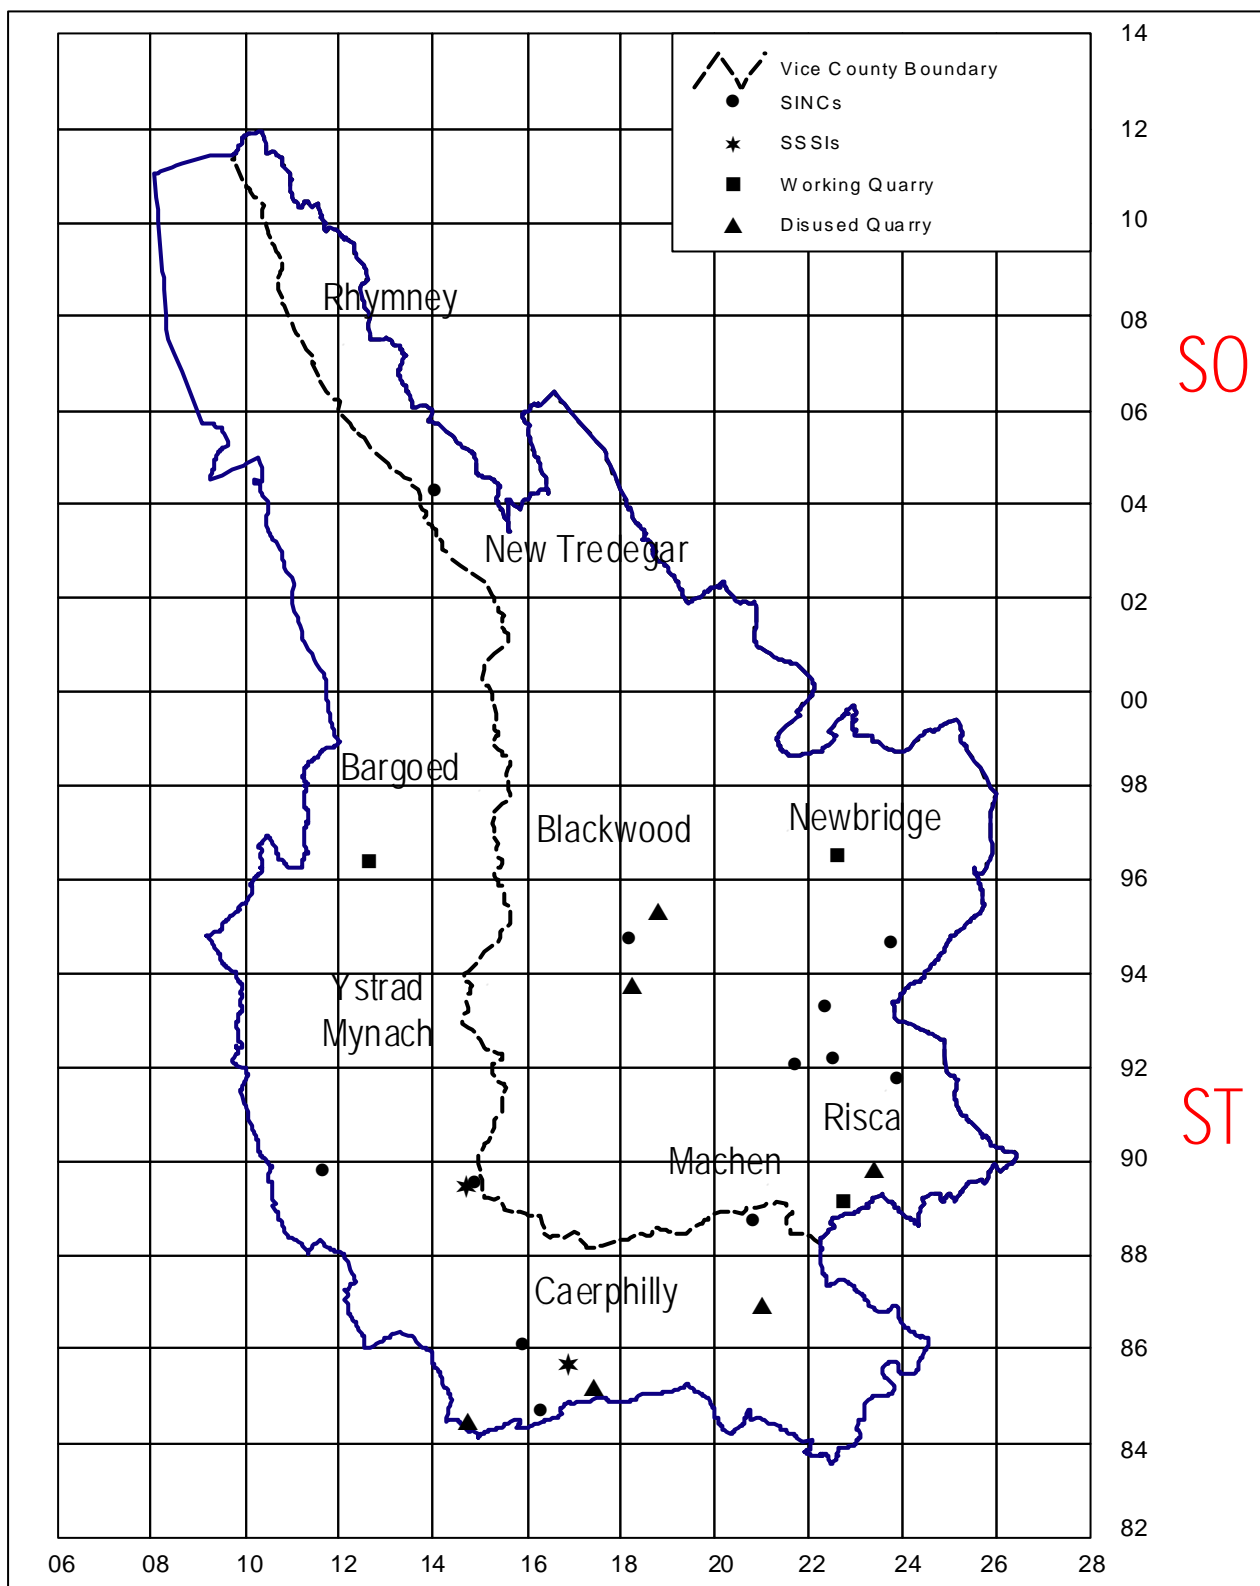 14
Vice County Boundary
SINCs
12
SSSIs
Working Quarry
10
Disused Quarry
Rhymney
08
SO
06
04
New Tredegar
02
00
Bargoed
98
Newbridge
Blackwood
96
94
Ystrad
Mynach
92
ST
Risca
Machen
90
88
Caerphilly
86
84
82
06 08 10 12 14 16 18 20 22 24 26 28